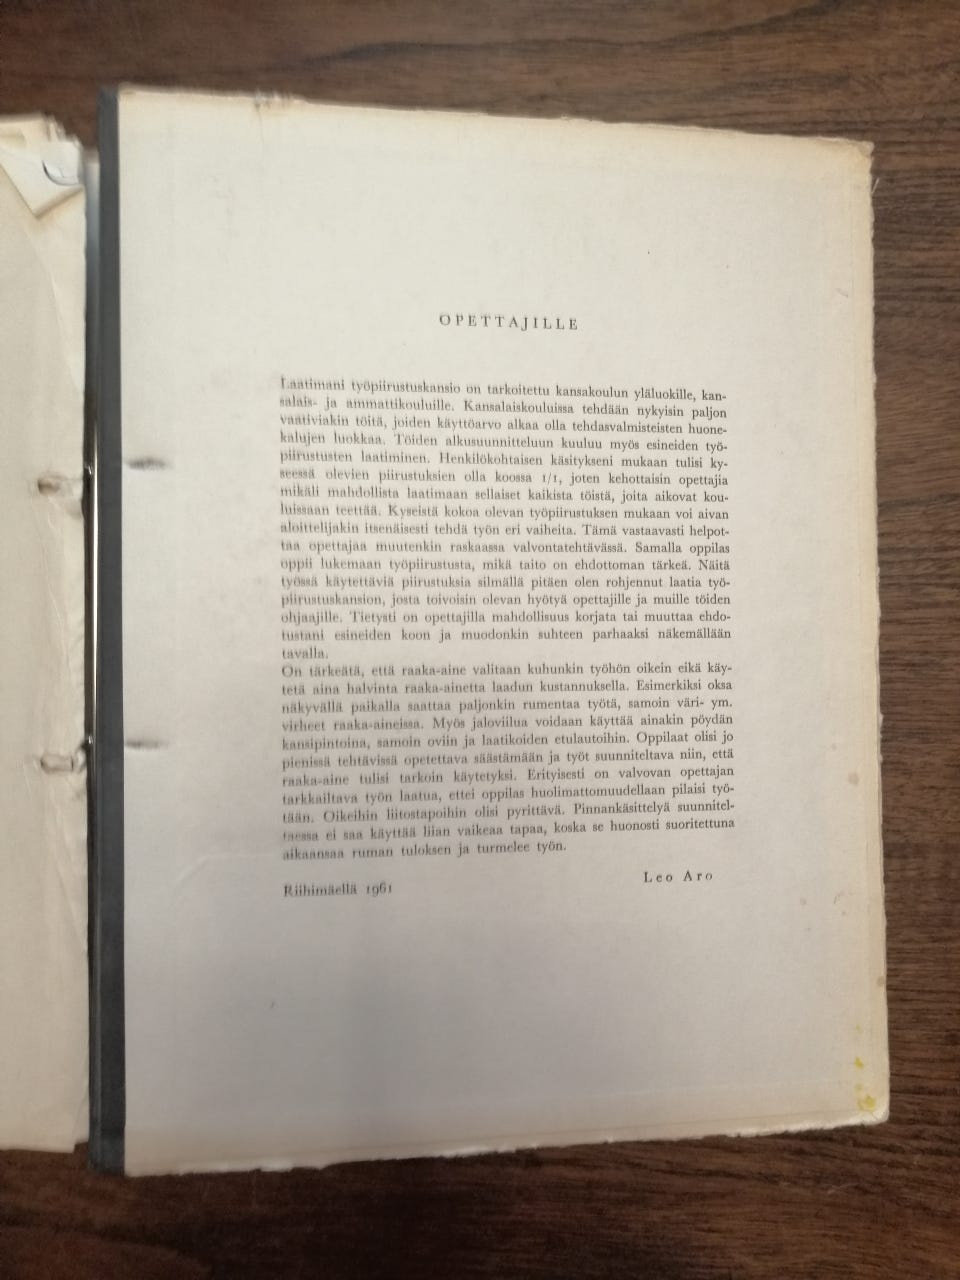 OPETTAJILLE
Laatimani työpiirustuskansio on tarkoitettu kansakoulun yläluokille, kan-
salais- ja ammattikouluille. Kansalaiskouluissa tehdään nykyisin paljon
vaativiakin töitä, joiden käyttöarvo alkaa olla tehdasvalmisteisten huone-
kalujen luokkaa. Töiden alkusuunnitteluun kuuluu myös esineiden työ-
piirustusten laatiminen. Henkilökohtaisen käsitykseni mukaan tulisi ky-
seessä olevien piirustuksien olla koossa 1/1, joten kehottaisin opettajia
mikäli mahdollista laatimaan sellaiset kaikista töistä, joita aikovat kou-
luissaan teettää. Kyseistä kokoa olevan työpiirustuksen mukaan voi aivan
aloittelijakin itsenäisesti tehdä työn eri vaiheita. Tämä vastaavasti helpot-
taa opettajaa muutenkin raskaassa valvontatehtävässä. Samalla oppilas
oppii lukemaan työpiirustusta, mikä taito on ehdottoman tärkeä. Näitä
työssä käytettäviä piirustuksia silmällä pitäen olen rohjennut laatia työ-
piirustuskansion, josta toivoisin olevan hyötyä opettajille ja muille töiden
ohjaajille. Tietysti on opettajilla mahdollisuus korjata tai muuttaa ehdo-
tustani esineiden koon ja muodonkin suhteen parhaaksi näkemällään
tavalla.
On tärkeätä, että raaka-aine valitaan kuhunkin työhön oikein eikä käy-
tetä aina halvinta raaka-ainetta laadun kustannuksella. Esimerkiksi oksa
näkyvällä paikalla saattaa paljonkin rumentaa työtä, samoin väri- ym.
virheet raaka-aineissa. Myös jaloviilua voidaan käyttää ainakin pöydän
kansipintoina, samoin oviin ja laatikoiden etulautoihin. Oppilaat olisi jo
pienissä tehtävissä opetettava säästämään ja työt suunniteltava niin, että
raaka-aine tulisi tarkoin käytetyksi. Erityisesti on valvovan opettajan
tarkkailtava työn laatua, ettei oppilas huolimattomuudellaan pilaisi työ-
tään. Oikeihin liitostapoihin olisi pyrittävä. Pinnankäsittelyä suunnitel-
taessa ei saa käyttää liian vaikeaa tapaa, koska se huonosti suoritettuna
aikaansaa ruman tuloksen ja turmelee työn.
Leo Aro
Riihimäellä 1961